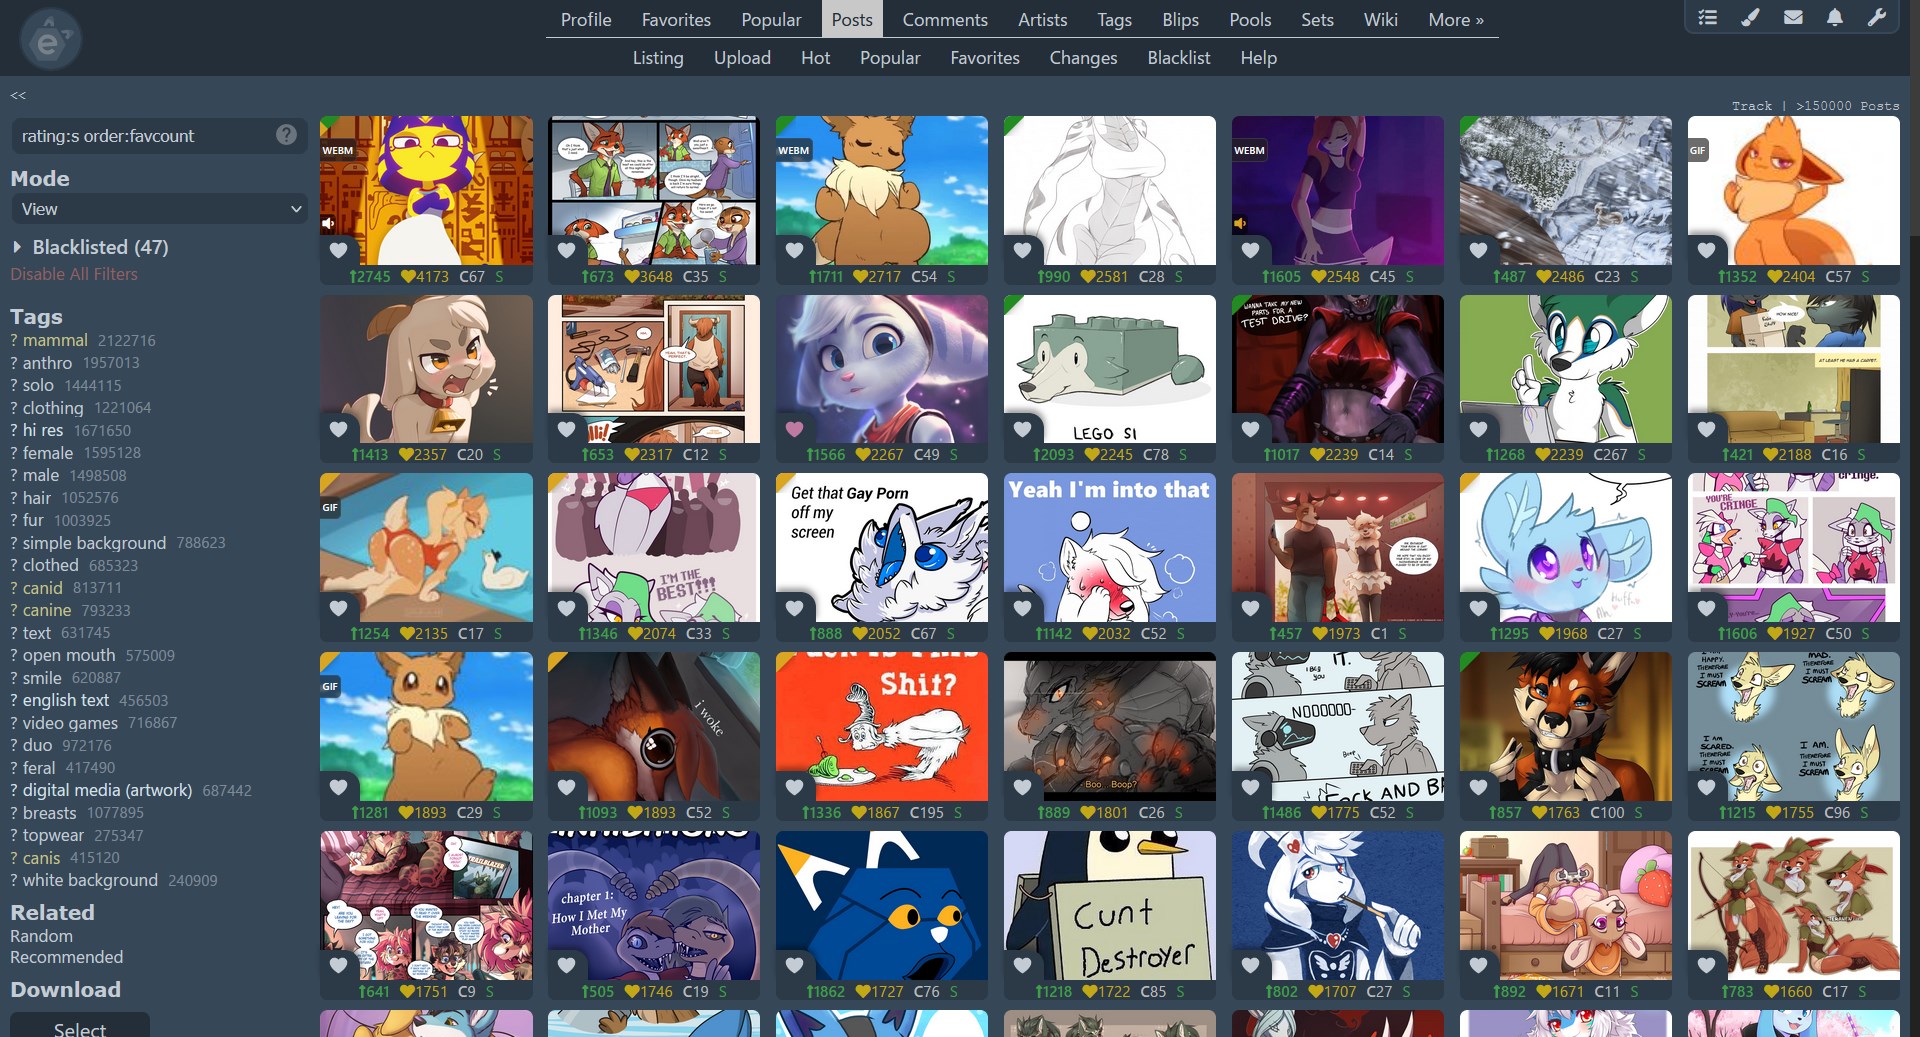 Profile Favorites Popular Posts Comments Artists Tags Blips Pools Sets Wiki More »
Listing Upload Hot Popular Favorites Changes Blacklist Help
<<
Track | >150000 Posts
rating:s order:favcount
Mode
View
Blacklisted (47)
Disable All Filters
Tags
? mammal 2122716
? anthro 1957013
? solo 1444115
? clothing 1221064
? hi res 1671650
? female 1595128
? male 1498508
? hair 1052576
? fur 1003925
? simple background 788623
? clothed 685323
? canid 813711
? canine 793233
? text 631745
? open mouth 575009
? smile 620887
? english text 456503
? video games 716867
? duo 972176
? feral 417490
? digital media (artwork) 687442
? breasts 1077895
? topwear 275347
? canis 415120
? white background 240909
Related
Random
Recommended
Download
Select
WEBM
WEBM
WEBM
GIF
↑2745 ♥4173 C67 S
↑673 ♥3648 C35 S
↑1711 ♥2717 C54 S
↑990 ♥2581 C28 S
↑1605 ♥2548 C45 S
↑487 ♥2486 C23 S
↑1352 ♥2404 C57 S
LEGO SI
WANNA TAKE MY NEW
PARTS FOR A
TEST DRIVE?
HOW NICE!
AT LEAST HE HAS A CARPET.
↑1413 ♥2357 C20 S
↑653 ♥2317 C12 S
↑1566 ♥2267 C49 S
↑2093 ♥2245 C78 S
↑1017 ♥2239 C14 S
↑1268 ♥2239 C267 S
↑421 ♥2188 C16 S
GIF
I'M THE
BEST!!!
Get that Gay Porn
off my
screen
Yeah I'm into that
cringe.
YOU'RE
CRINGE
↑1254 ♥2135 C17 S
↑1346 ♥2074 C33 S
↑888 ♥2052 C67 S
↑1142 ♥2032 C52 S
↑457 ♥1973 C1 S
↑1295 ♥1968 C27 S
↑1606 ♥1927 C50 S
GIF
i woke
Shit?
Boo Boop?
I BEG
YOU
IT.
NOOOOOO-
Boop
HAPPY.
THEREFORE
I MUST
SCREAM
MAD.
THEREFORE
I MUST
SCREAM
I AM
SCARED.
THEREFORE
I MUST
SCREAM
I AM.
THEREFORE
I MUST
SCREAM
↑1281 ♥1893 C29 S
↑1093 ♥1893 C52 S
↑1336 ♥1867 C195 S
↑889 ♥1801 C26 S
↑1486 ♥1775 C52 S
↑857 ♥1763 C100 S
↑1215 ♥1755 C96 S
TRAILBLAZER
chapter 1:
How I Met My
Mother
Cunt
Destroyer
↑641 ♥1751 C9 S
↑505 ♥1746 C19 S
↑1862 ♥1727 C76 S
↑1218 ♥1722 C85 S
↑802 ♥1707 C27 S
↑892 ♥1671 C11 S
↑783 ♥1660 C17 S